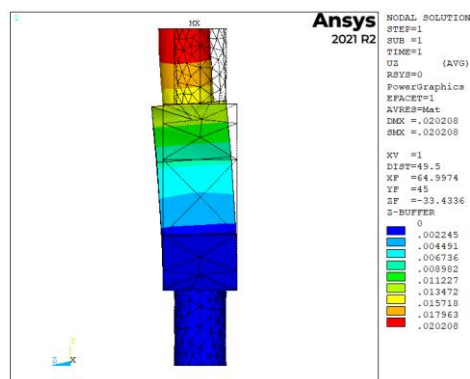 1
MX
Ansys
2021 R2
NODAL SOLUTION
STEP=1
SUB =1
TIME=1
UZ (AVG)
RSYS=0
PowerGraphics
EFACET=1
AVRES=Mat
DMX =.020208
SMX =.020208
XV =1
DIST=49.5
XF =64.9974
YF =45
ZF =-33.4336
Z-BUFFER
0
.002245
.004491
.006736
.008982
.011227
.013472
.015718
.017963
.020208
Y
Z X